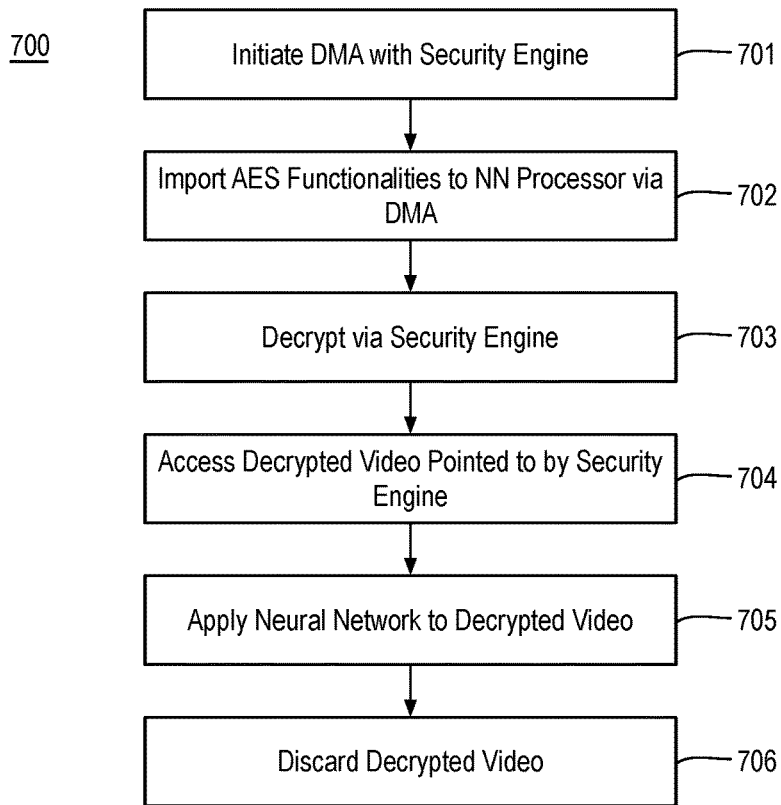 700
Initiate DMA with Security Engine
701
Import AES Functionalities to NN Processor via
DMA
702
Decrypt via Security Engine
703
Access Decrypted Video Pointed to by Security
Engine
704
Apply Neural Network to Decrypted Video
705
Discard Decrypted Video
706